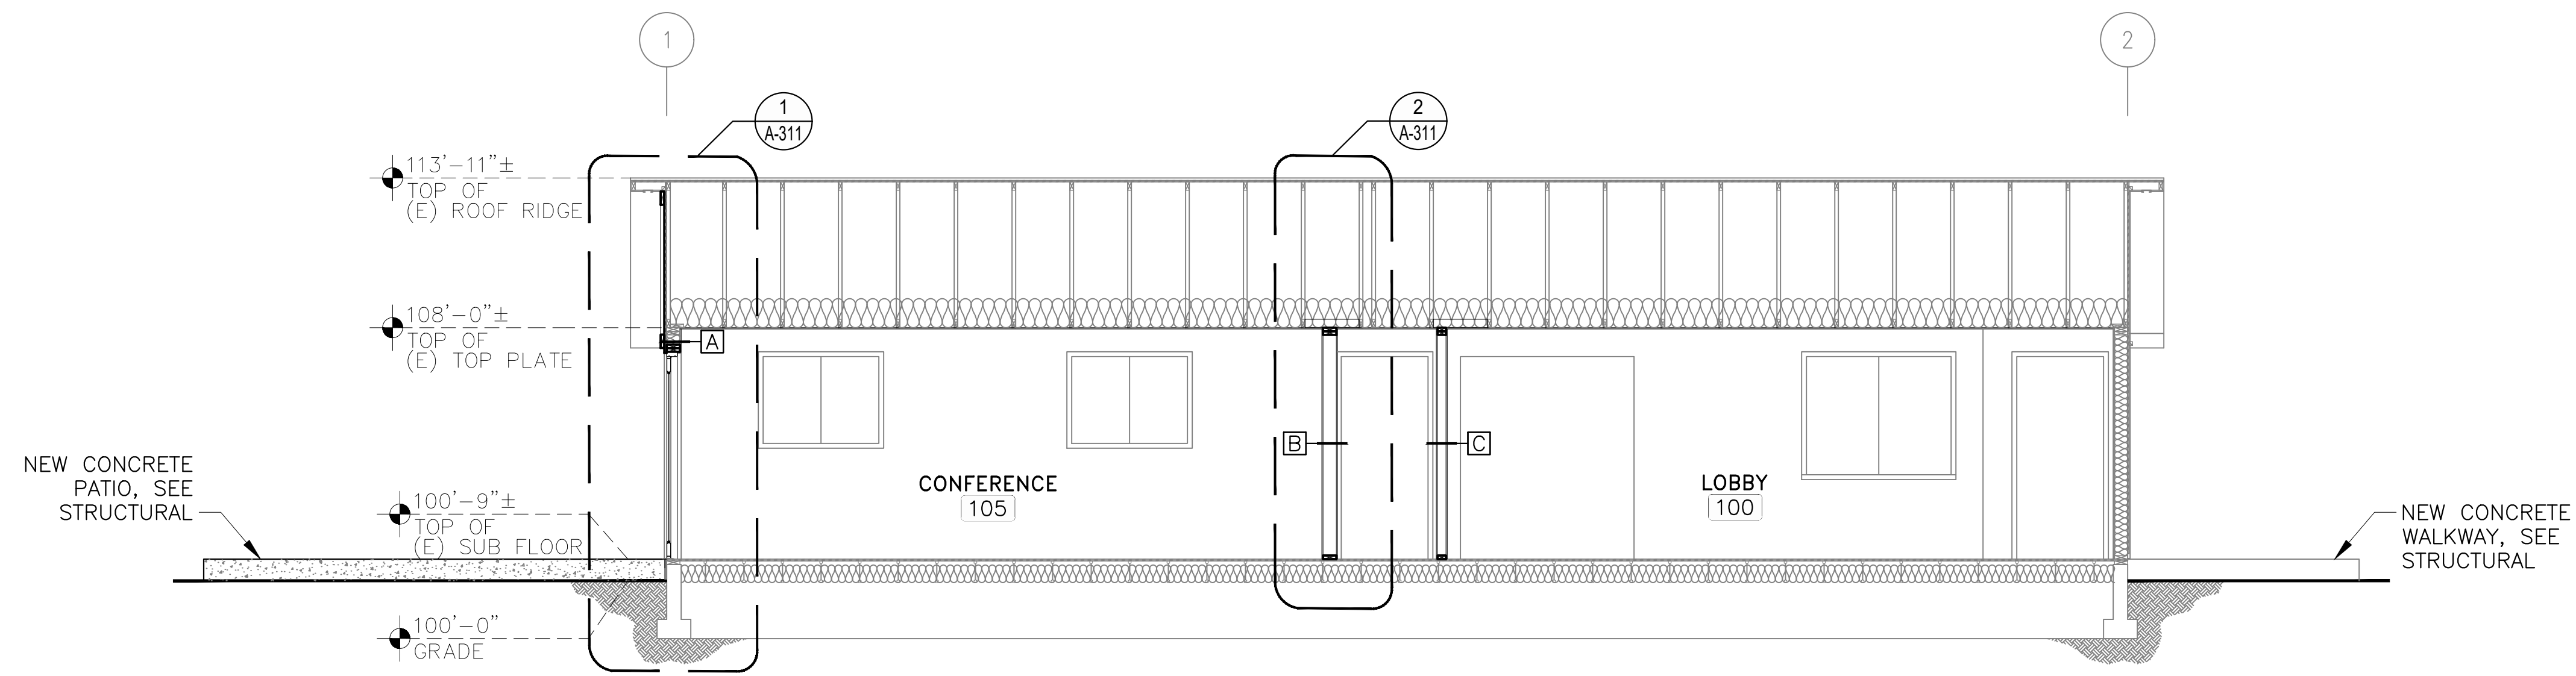 1
2
1
A-311
2
A-311
113'-11"±
TOP OF
(E) ROOF RIDGE
108'-0"±
TOP OF
(E) TOP PLATE
A
B
C
CONFERENCE
105
LOBBY
100
NEW CONCRETE
PATIO, SEE
STRUCTURAL
100'-9"±
TOP OF
(E) SUB FLOOR
NEW CONCRETE
WALKWAY, SEE
STRUCTURAL
100'-0"
GRADE